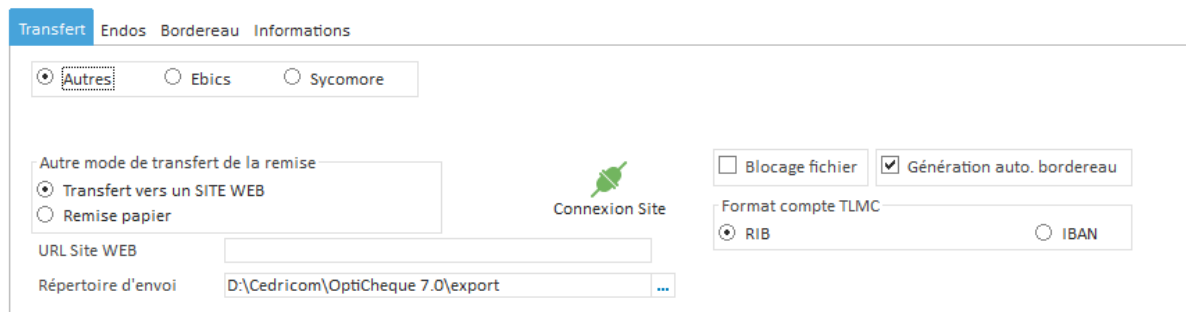 Transfert Endos Bordereau Informations
Autres Ebics Sycomore
Autre mode de transfert de la remise
Transfert vers un SITE WEB
Remise papier
Connexion Site
Blocage fichier Génération auto. bordereau
Format compte TLMC
RIB IBAN
URL Site WEB
Répertoire d'envoi D:\Cedricom\OptiCheque 7.0\export ...